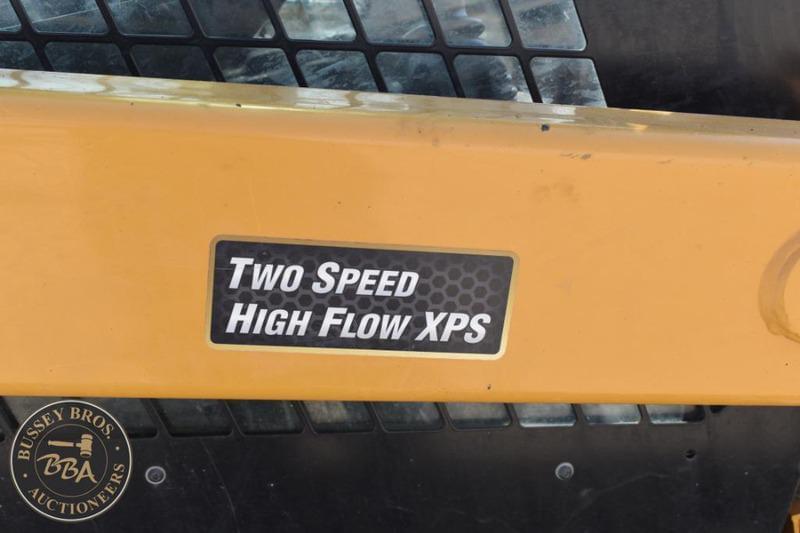 TWO SPEED
HIGH FLOW XPS
BUSSEY BROS.
BBA
AUCTIONEERS